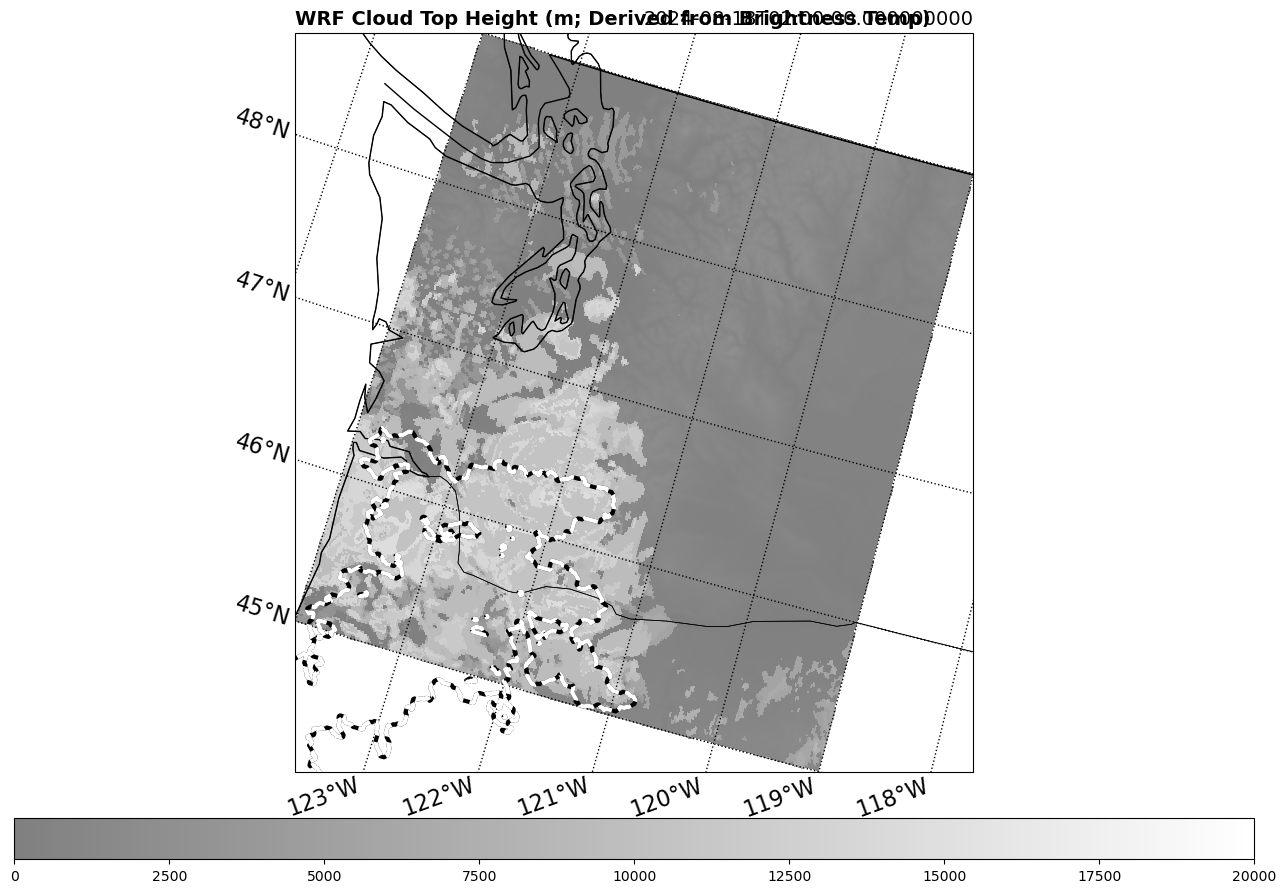 WRF Cloud Top Height (m; Derived from Brightness Temp)
2024-08-18T02:00:00.000000000
48°N
47°N
46°N
45°N
123°W 122°W 121°W 120°W 119°W 118°W
0 2500 5000 7500 10000 12500 15000 17500 20000